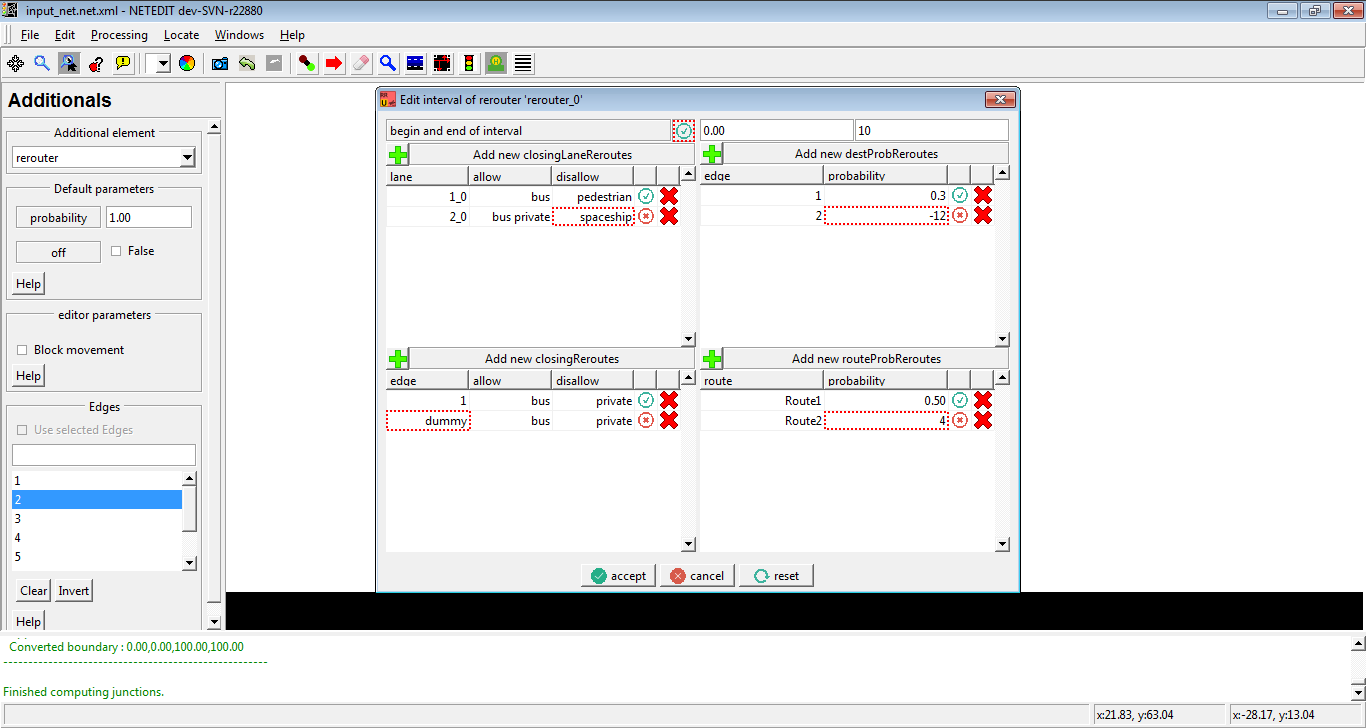 input_net.net.xml - NETEDIT dev-SVN-r22880
File Edit Processing Locate Windows Help
Additionals
Additional element
rerouter
Default parameters
probability 1.00
off False
Help
editor parameters
Block movement
Help
Edges
Use selected Edges
1
2
3
4
5
Clear Invert
Help
Edit interval of rerouter 'rerouter_0'
begin and end of interval 0.00 10
Add new closingLaneReroutes
lane allow disallow
1_0 bus pedestrian
2_0 bus private spaceship
Add new destProbReroutes
edge probability
1 0.3
2 -12
Add new closingReroutes
edge allow disallow
1 bus private
dummy bus private
Add new routeProbReroutes
route probability
Route1 0.50
Route2 4
accept cancel reset
Converted boundary : 0.00,0.00,100.00,100.00
-----------------------------------------------------
Finished computing junctions.
x:21.83, y:63.04 x:-28.17, y:13.04